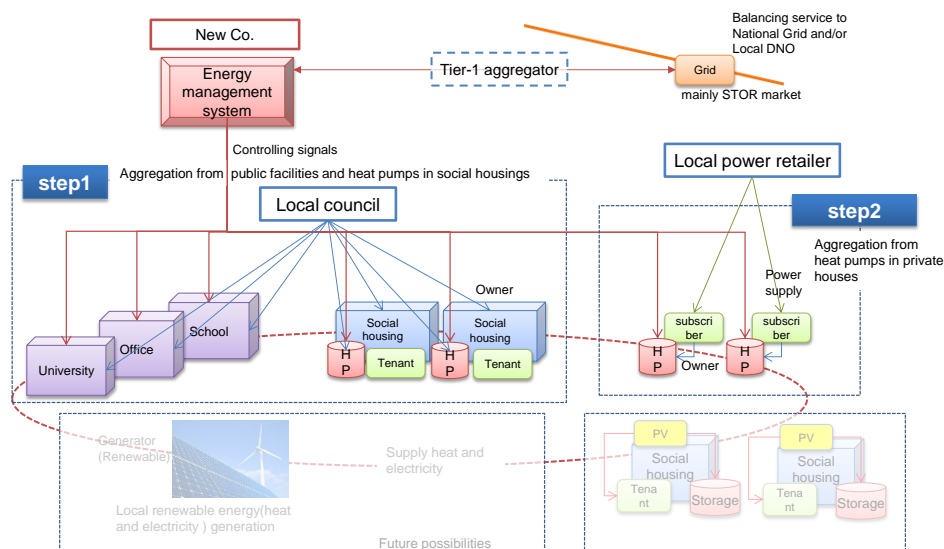 New Co.
Energy
management
system
Tier-1 aggregator
Balancing service to
National Grid and/or
Local DNO
Grid
mainly STOR market
Controlling signals
step1
Aggregation from public facilities and heat pumps in social housings
Local council
Local power retailer
step2
Aggregation from
heat pumps in private
houses
Owner
Power
supply
University
Office
School
Social
housing
H
P
Tenant
Social
housing
H
P
Tenant
subscri
ber
H
P
Owner
subscri
ber
H
P
Generator
(Renewable)
Supply heat and
electricity
Local renewable energy(heat
and electricity ) generation
Future possibilities
PV
Social
housing
Tena
nt
Storage
PV
Social
housing
Tena
nt
Storage